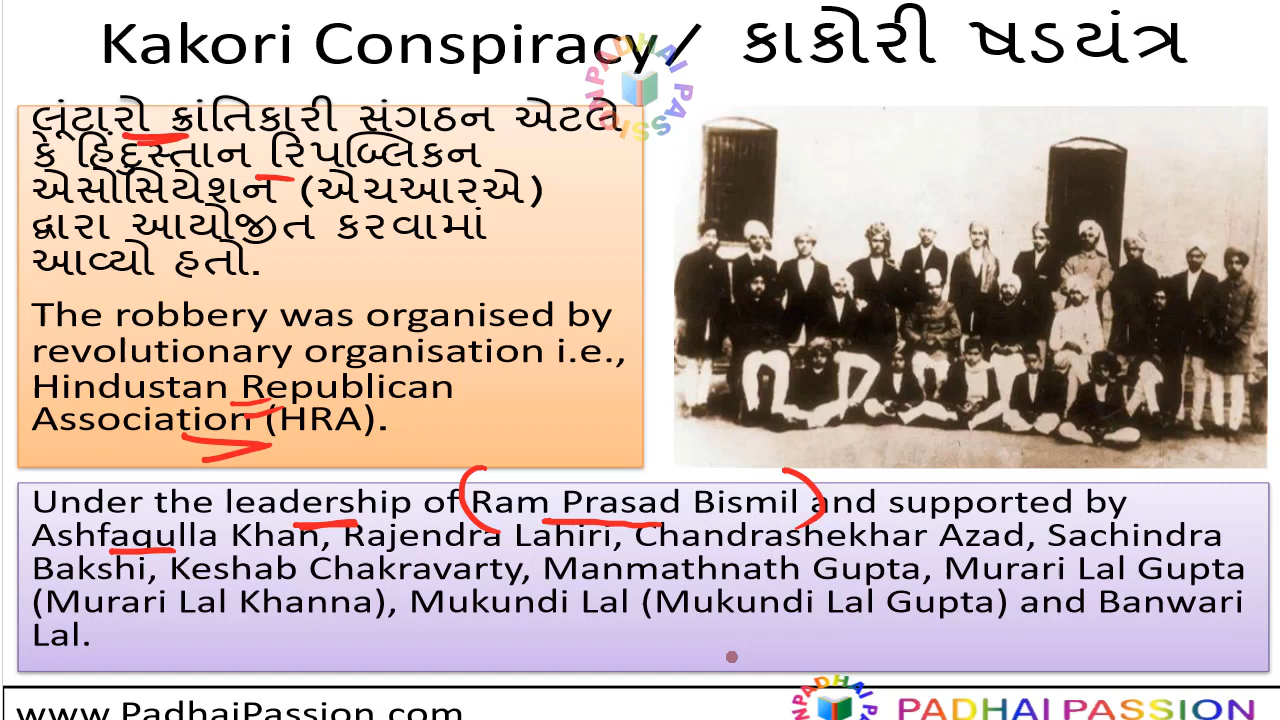 Kakori Conspiracy / કાકોરી ષડયંત્ર
લૂંટારો ક્રાંતિકારી સંગઠન એટલે
કે હિંદુસ્તાન રિપબ્લિકન
એસોસિયેશન (એચઆરએ)
દ્વારા આયોજીત કરવામાં
આવ્યો હતો.
The robbery was organised by
revolutionary organisation i.e.,
Hindustan Republican
Association (HRA).
Under the leadership of Ram Prasad Bismil and supported by
Ashfaqulla Khan, Rajendra Lahiri, Chandrashekhar Azad, Sachindra
Bakshi, Keshab Chakravarty, Manmathnath Gupta, Murari Lal Gupta
(Murari Lal Khanna), Mukundi Lal (Mukundi Lal Gupta) and Banwari
Lal.
www.PadhaiPassion.com
PADHAI PASSION